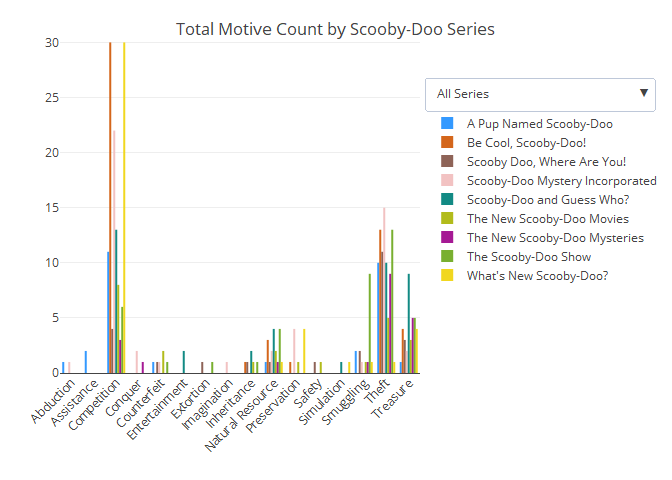 Total Motive Count by Scooby-Doo Series
30
25
20
15
10
5
0
All Series ▼
A Pup Named Scooby-Doo
Be Cool, Scooby-Doo!
Scooby Doo, Where Are You!
Scooby-Doo Mystery Incorporated
Scooby-Doo and Guess Who?
The New Scooby-Doo Movies
The New Scooby-Doo Mysteries
The Scooby-Doo Show
What's New Scooby-Doo?
Abduction
Assistance
Competition
Conquer
Counterfeit
Entertainment
Extortion
Imagination
Inheritance
Natural Resource
Preservation
Safety
Simulation
Smuggling
Theft
Treasure